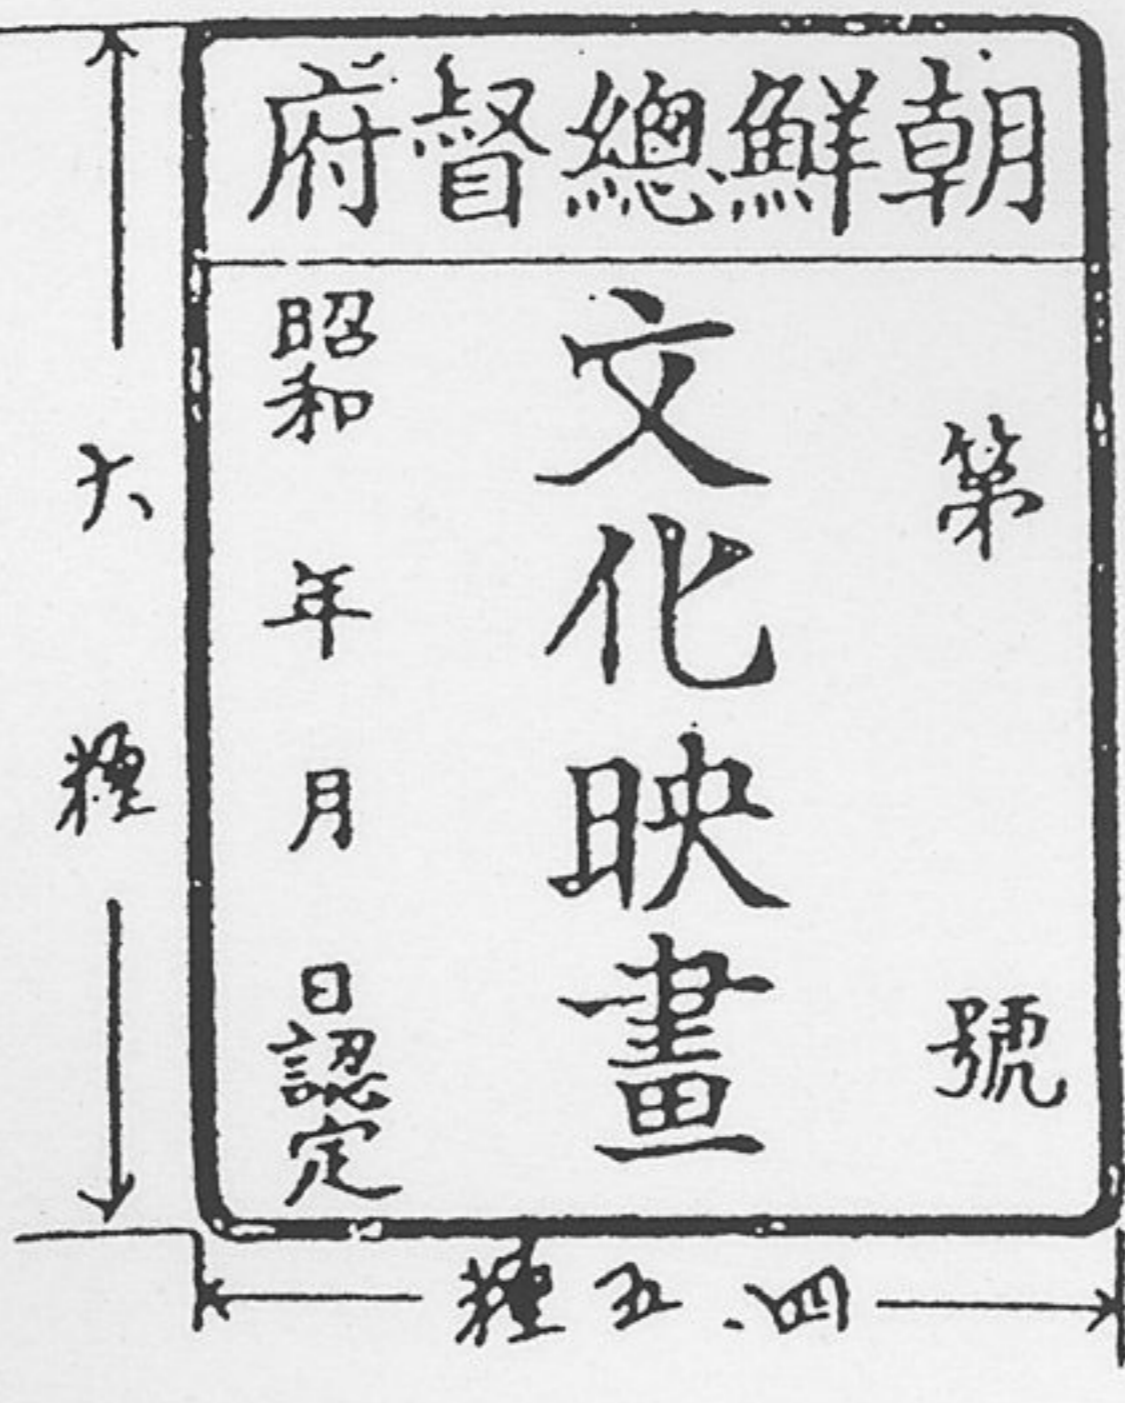 朝鮮總督府
第 號
文化映畫
昭和 年 月 日認定
六 糎
四.五糎